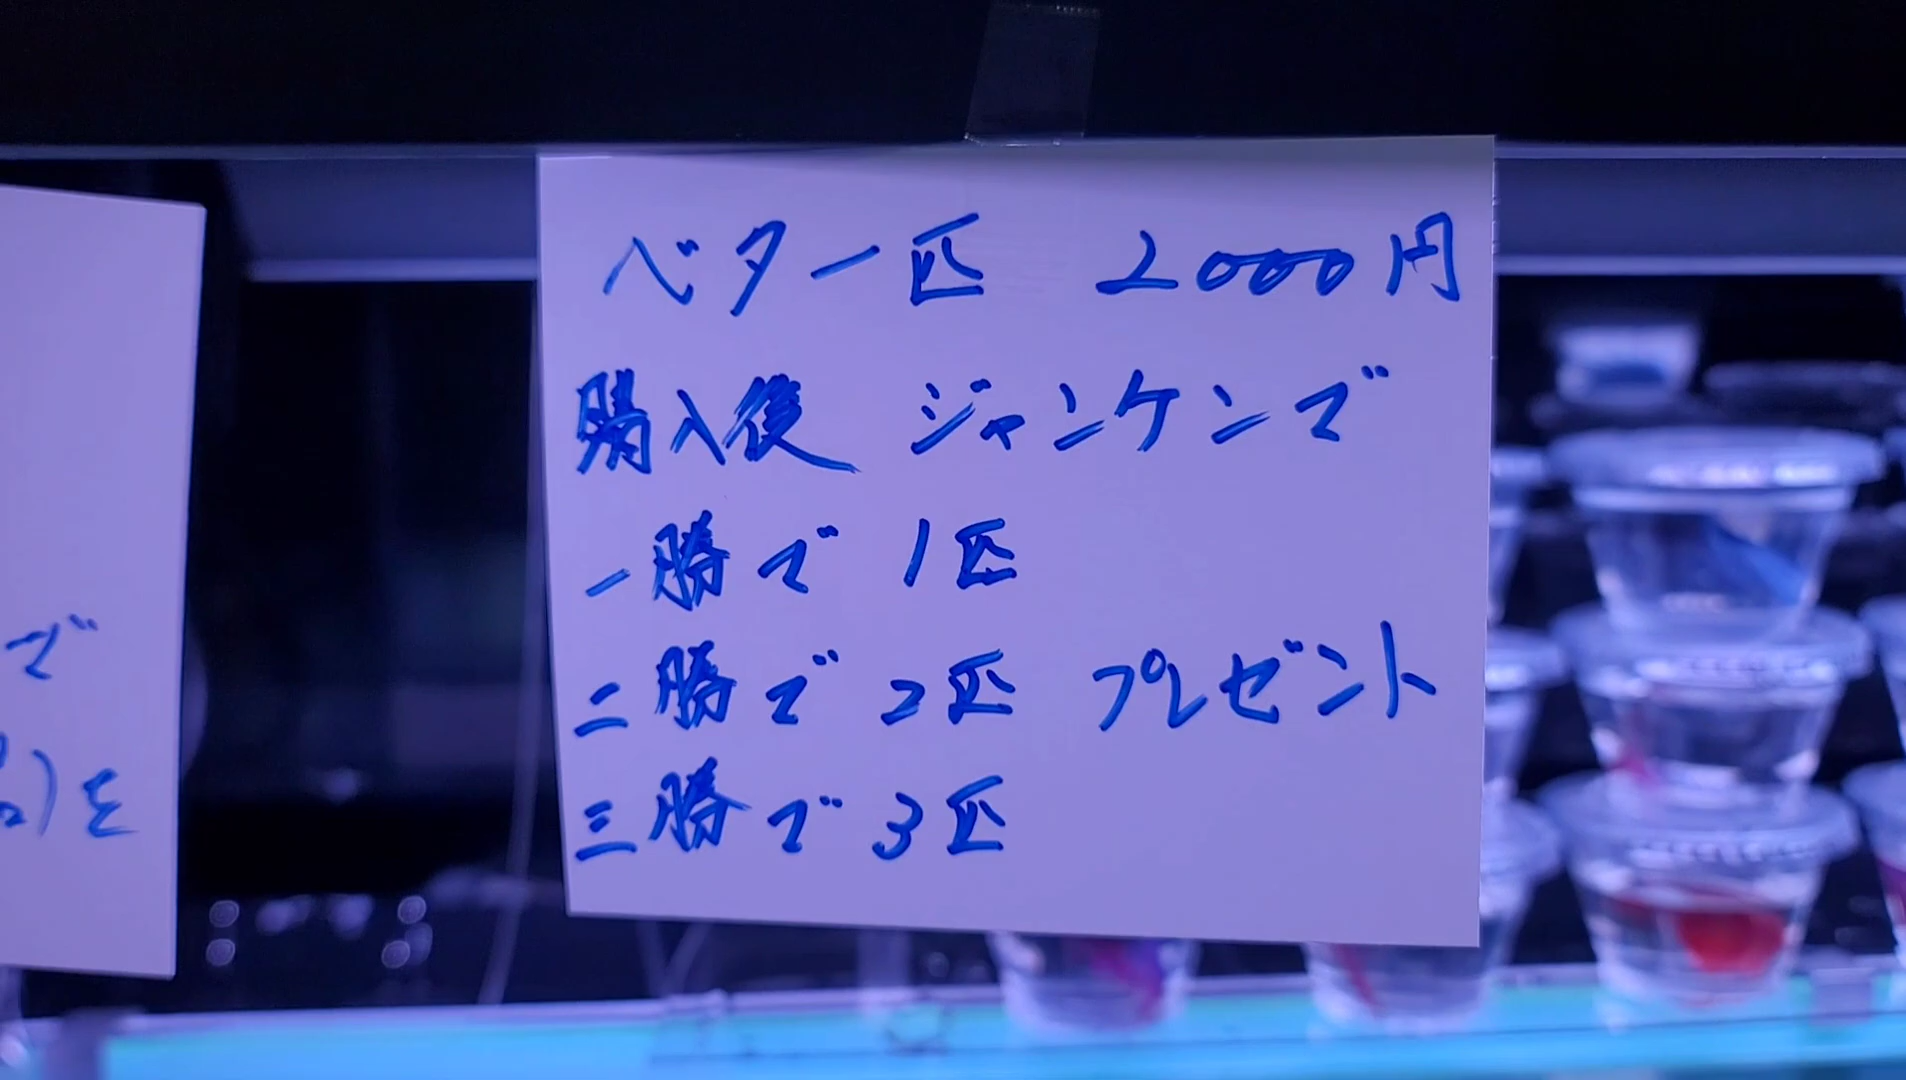 で
)を
ベタ一匹 2000円
購入後 ジャンケンで
一勝で 1匹
二勝で 2匹 プレゼント
三勝で 3匹